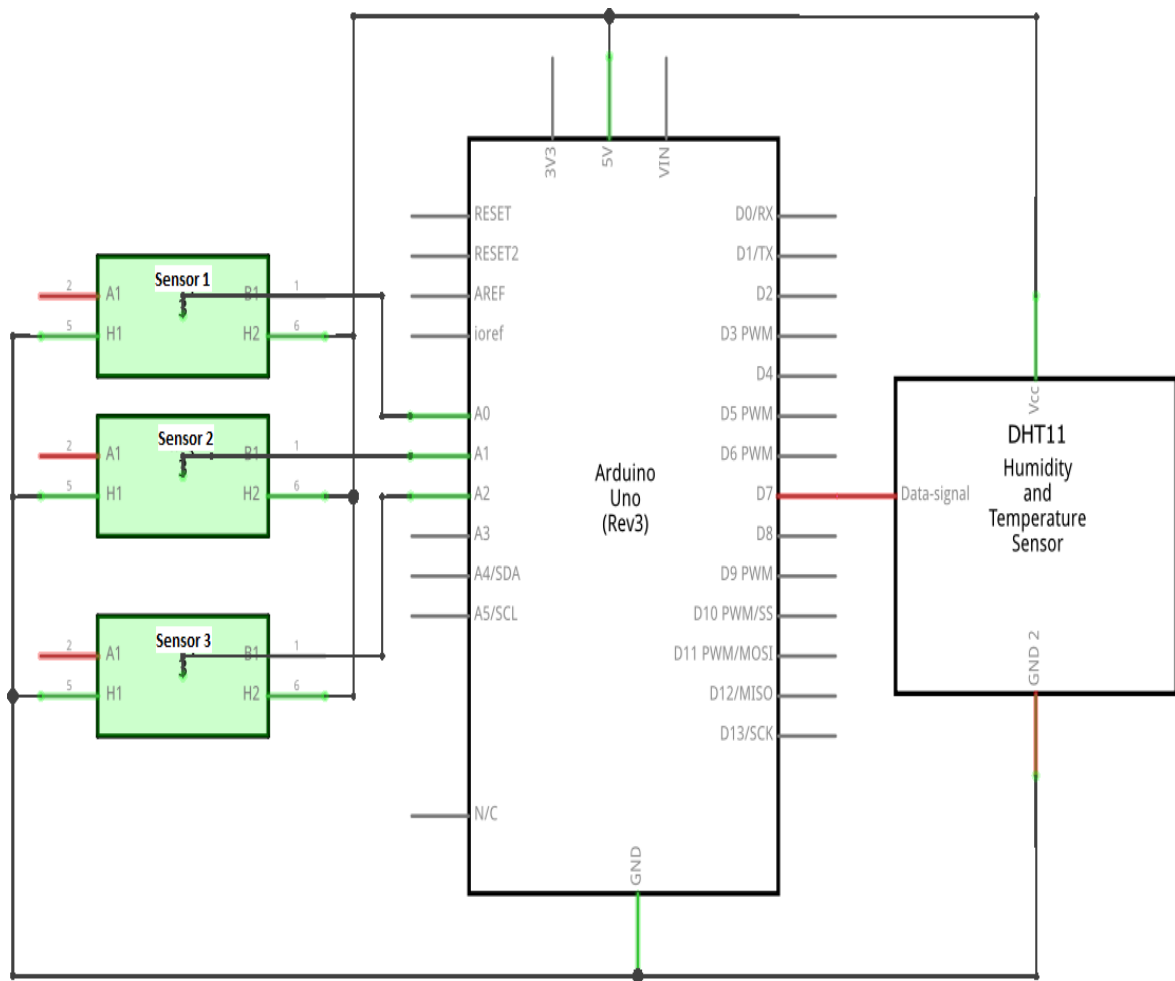 3V3
5V
VIN
RESET
RESET2
AREF
ioref
A0
A1
A2
A3
A4/SDA
A5/SCL
N/C
D0/RX
D1/TX
D2
D3 PWM
D4
D5 PWM
D6 PWM
D7
D8
D9 PWM
D10 PWM/SS
D11 PWM/MOSI
D12/MISO
D13/SCK
GND
Arduino
Uno
(Rev3)
Sensor 1
2 A1 B1 1
5 H1 H2 6
Sensor 2
2 A1 B1 1
5 H1 H2 6
Sensor 3
2 A1 B1 1
5 H1 H2 6
Vcc
DHT11
Humidity
and
Temperature
Sensor
Data-signal
GND 2